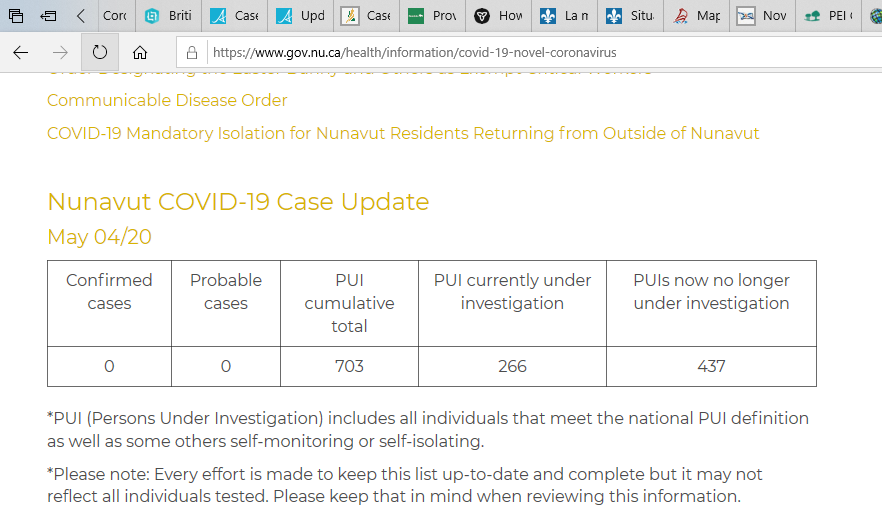 Corc
Briti
Case
Upd
Case
Prov
How
La n
Situ
Map
Nov
PEI (
https://www.gov.nu.ca/health/information/covid-19-novel-coronavirus
Communicable Disease Order
COVID-19 Mandatory Isolation for Nunavut Residents Returning from Outside of Nunavut
Nunavut COVID-19 Case Update
May 04/20
Confirmed cases
Probable cases
PUI cumulative total
PUI currently under investigation
PUIs now no longer under investigation
0 0 703 266 437
*PUI (Persons Under Investigation) includes all individuals that meet the national PUI definition
as well as some others self-monitoring or self-isolating.
*Please note: Every effort is made to keep this list up-to-date and complete but it may not
reflect all individuals tested. Please keep that in mind when reviewing this information.